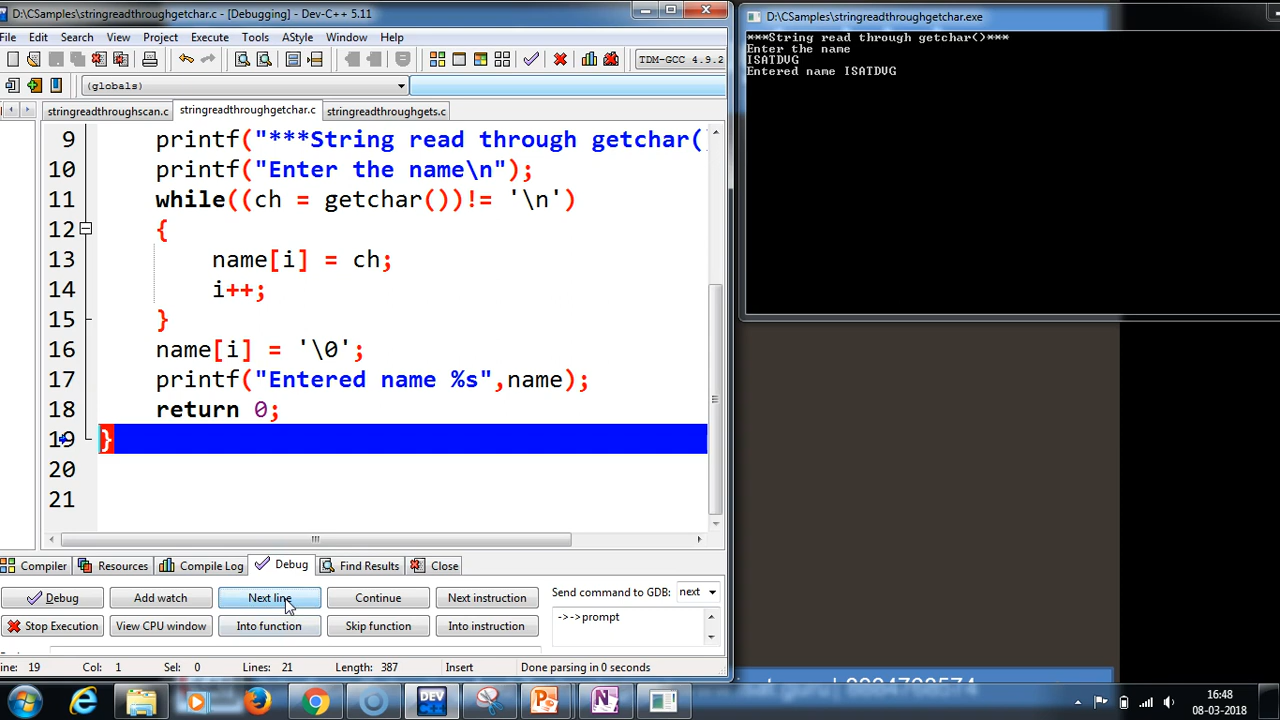 D:\CSamples\stringreadthroughgetchar.c - [Debugging] - Dev-C++ 5.11
File Edit Search View Project Execute Tools AStyle Window Help
TDM-GCC 4.9.2
(globals)
stringreadthroughscan.c stringreadthroughgetchar.c stringreadthroughgets.c
9 printf("***String read through getchar()
10 printf("Enter the name\n");
11 while((ch = getchar())!= '\n')
12 {
13 name[i] = ch;
14 i++;
15 }
16 name[i] = '\0';
17 printf("Entered name %s",name);
18 return 0;
19 }
20
21
Compiler Resources Compile Log Debug Find Results Close
Debug Add watch Next line Continue Next instruction Send command to GDB: next
Stop Execution View CPU window Into function Skip function Into instruction ->->prompt
ine: 19 Col: 1 Sel: 0 Lines: 21 Length: 387 Insert Done parsing in 0 seconds
D:\CSamples\stringreadthroughgetchar.exe
***String read through getchar()***
Enter the name
ISATDVG
Entered name ISATDVG
DEV C++
16:48
08-03-2018